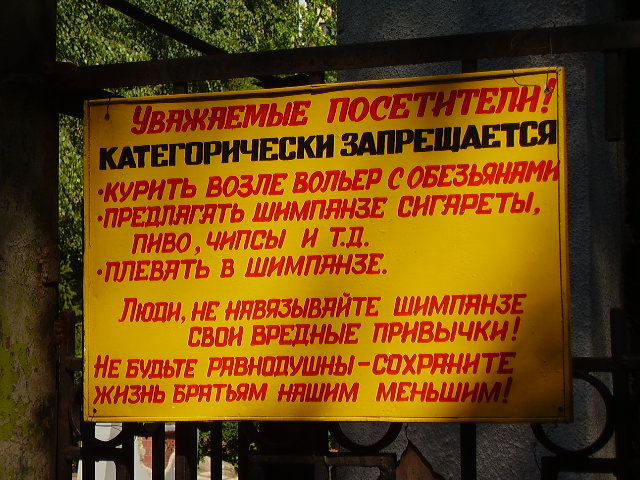 Уважаемые посетители!
КАТЕГОРИЧЕСКИ ЗАПРЕЩАЕТСЯ
·КУРИТЬ ВОЗЛЕ ВОЛЬЕР С ОБЕЗЬЯНАМИ
·ПРЕДЛАГАТЬ ШИМПАНЗЕ СИГАРЕТЫ,
ПИВО, ЧИПСЫ И Т.Д.
·ПЛЕВАТЬ В ШИМПАНЗЕ.
Люди, не навязывайте шимпанзе
свои вредные привычки!
Не будьте равнодушны – сохраните
жизнь братьям нашим меньшим!